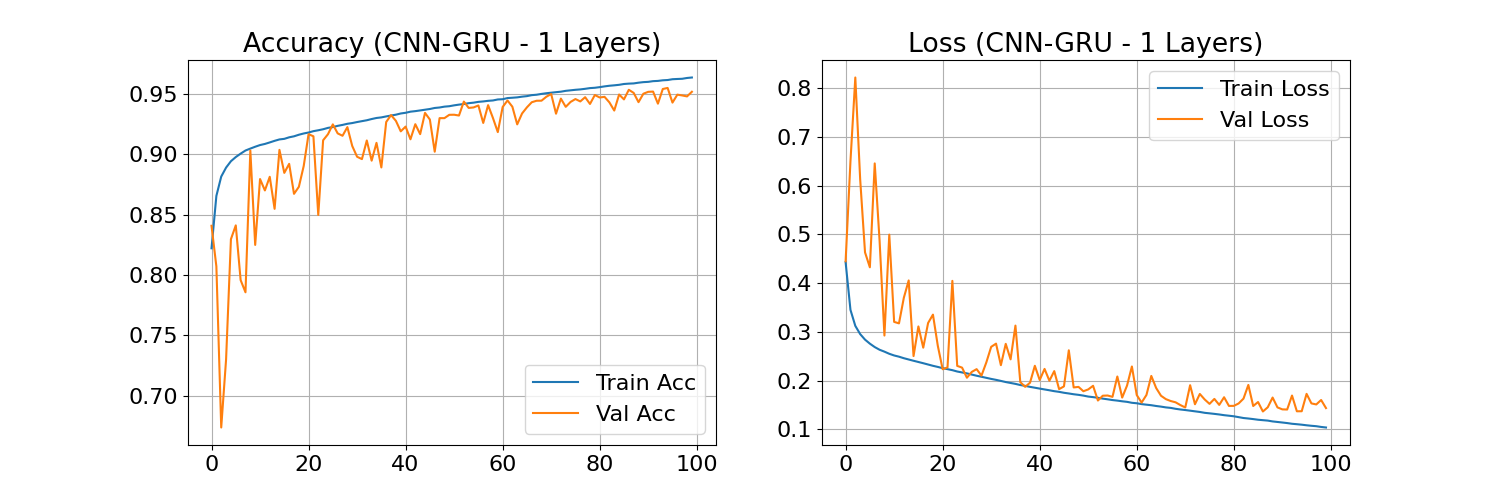 Accuracy (CNN-GRU - 1 Layers)
0.95
0.90
0.85
0.80
0.75
0.70
0 20 40 60 80 100
Train Acc
Val Acc
Loss (CNN-GRU - 1 Layers)
0.8
0.7
0.6
0.5
0.4
0.3
0.2
0.1
0 20 40 60 80 100
Train Loss
Val Loss